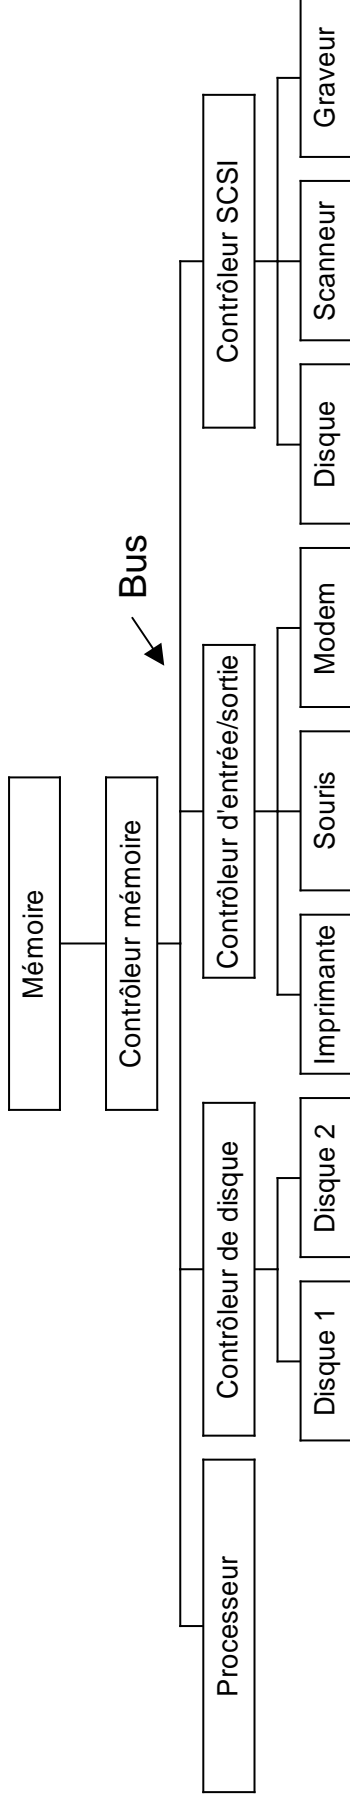 Mémoire
Contrôleur mémoire
Bus
Processeur
Contrôleur de disque
Contrôleur d'entrée/sortie
Contrôleur SCSI
Disque 1
Disque 2
Imprimante
Souris
Modem
Disque
Scanneur
Graveur